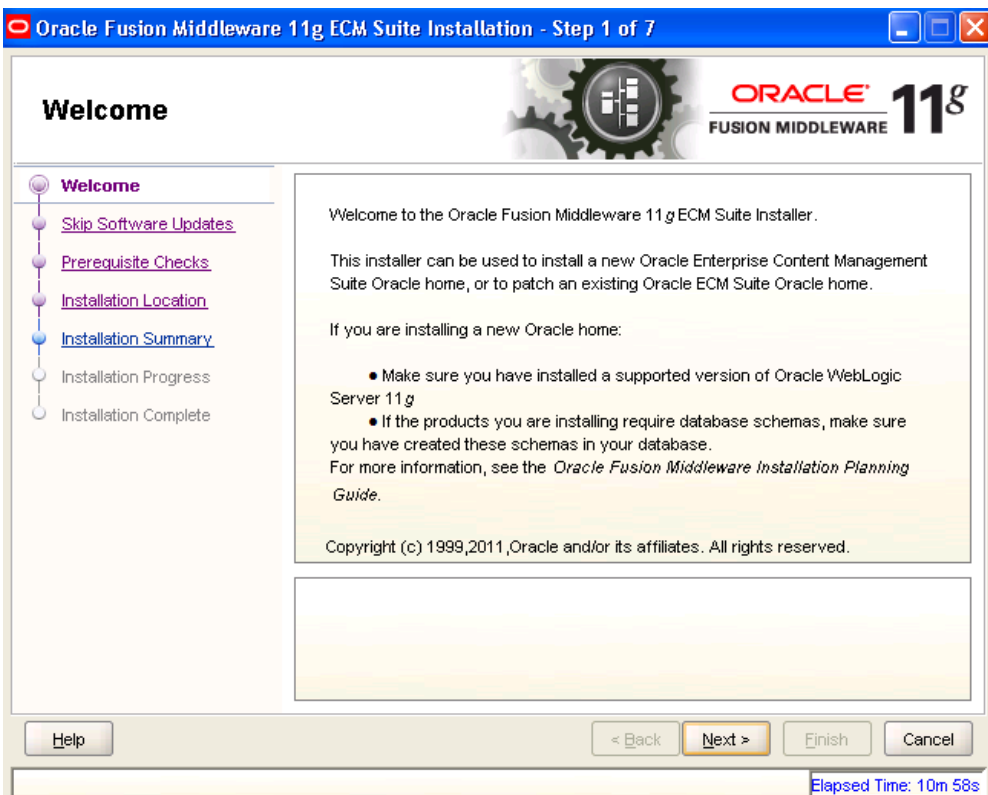 Oracle Fusion Middleware 11g ECM Suite Installation - Step 1 of 7
Welcome
ORACLE
FUSION MIDDLEWARE
11g
Welcome
Skip Software Updates
Prerequisite Checks
Installation Location
Installation Summary
Installation Progress
Installation Complete
Welcome to the Oracle Fusion Middleware 11g ECM Suite Installer.
This installer can be used to install a new Oracle Enterprise Content Management
Suite Oracle home, or to patch an existing Oracle ECM Suite Oracle home.
If you are installing a new Oracle home:
● Make sure you have installed a supported version of Oracle WebLogic
Server 11g
● If the products you are installing require database schemas, make sure
you have created these schemas in your database.
For more information, see the Oracle Fusion Middleware Installation Planning
Guide.
Copyright (c) 1999,2011,Oracle and/or its affiliates. All rights reserved.
Help
< Back
Next >
Finish
Cancel
Elapsed Time: 10m 58s